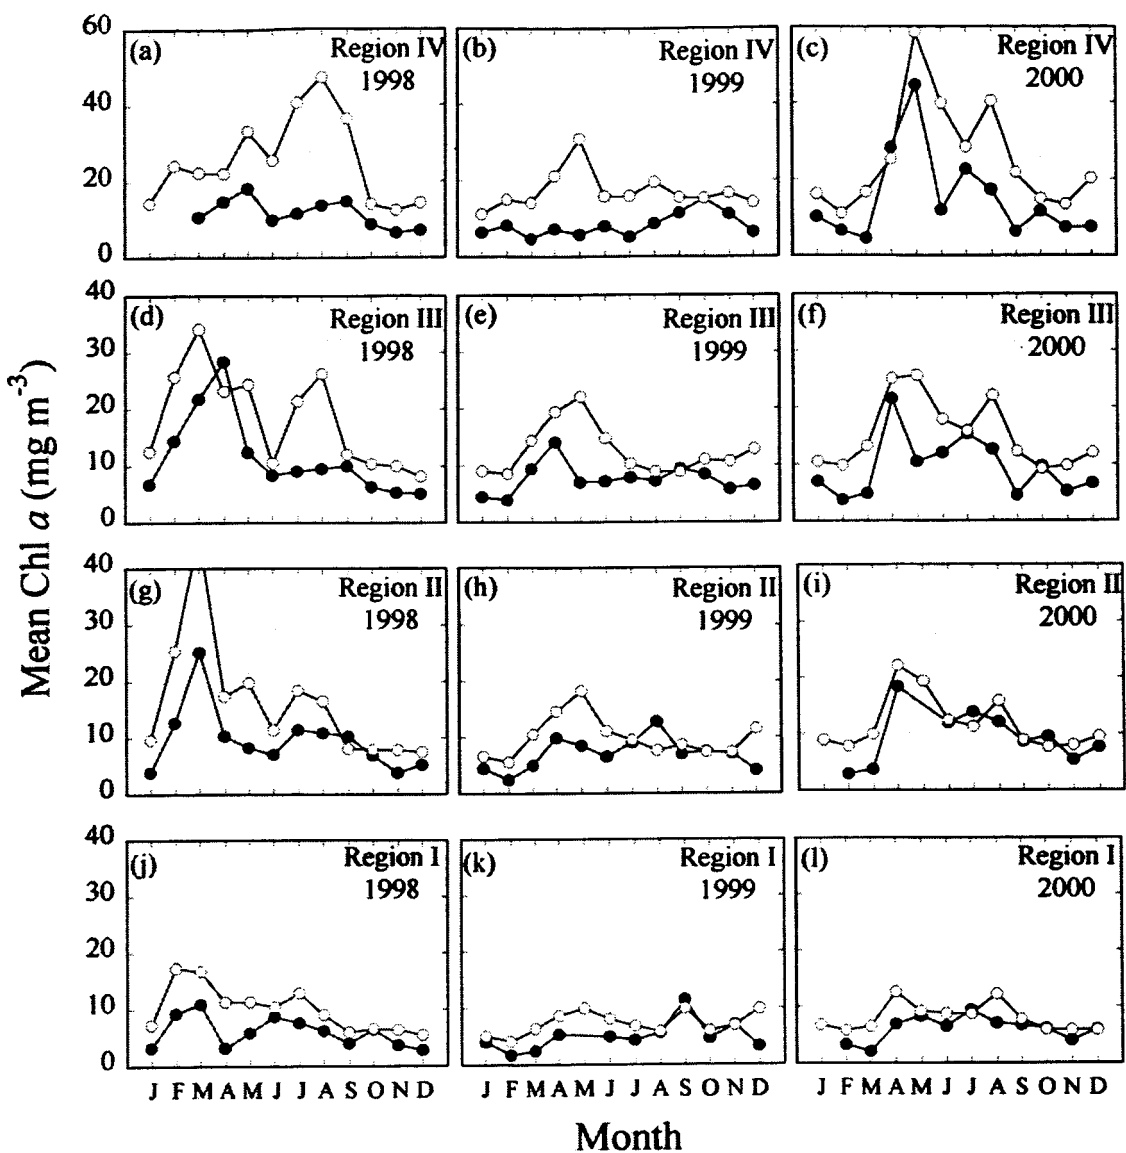 60
40
20
0
(a) Region IV
1998
(b) Region IV
1999
(c) Region IV
2000
40
30
20
10
0
(d) Region III
1998
(e) Region III
1999
(f) Region III
2000
Mean Chl a (mg m-3)
40
30
20
10
0
(g) Region II
1998
(h) Region II
1999
(i) Region II
2000
40
30
20
10
0
(j) Region I
1998
(k) Region I
1999
(l) Region I
2000
J F M A M J J A S O N D
J F M A M J J A S O N D
J F M A M J J A S O N D
Month